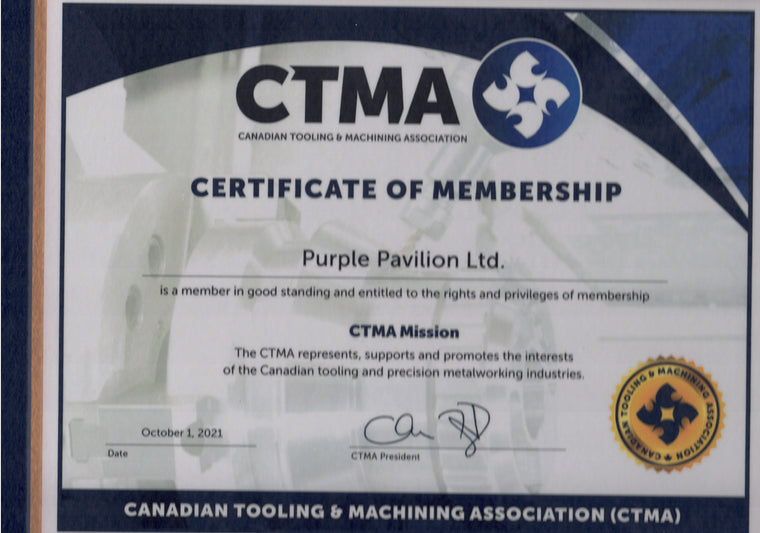 CTMA
CANADIAN TOOLING & MACHINING ASSOCIATION
CERTIFICATE OF MEMBERSHIP
Purple Pavilion Ltd.
is a member in good standing and entitled to the rights and privileges of membership
CTMA Mission
The CTMA represents, supports and promotes the interests
of the Canadian tooling and precision metalworking industries.
October 1, 2021
Date
CTMA President
CANADIAN TOOLING & MACHINING ASSOCIATION
CANADIAN TOOLING & MACHINING ASSOCIATION (CTMA)